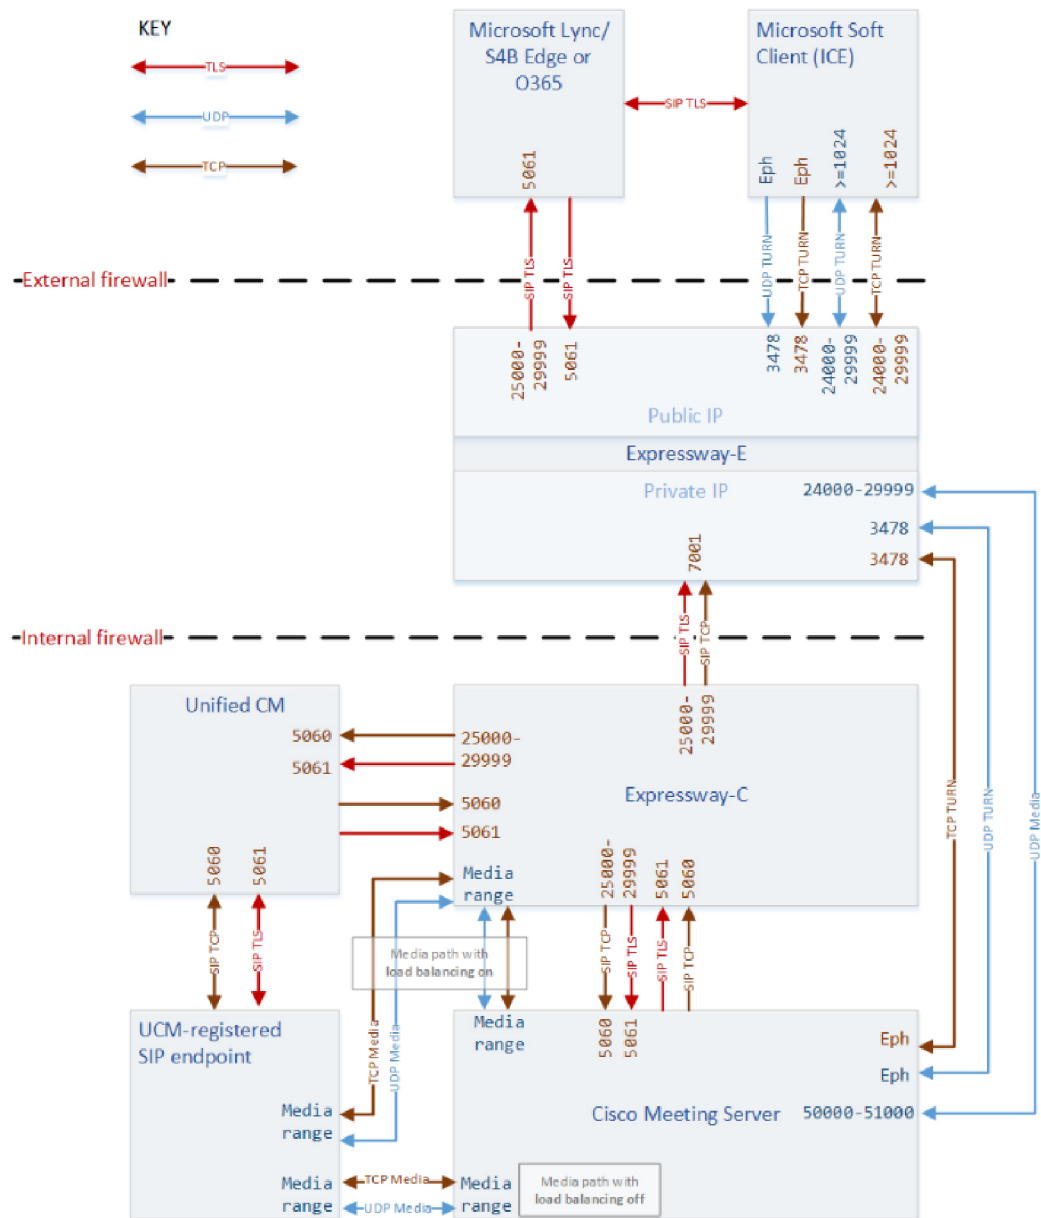 KEY
TLS
UDP
TCP
Microsoft Lync/
S4B Edge or
O365
5061
SIP TLS
Microsoft Soft
Client (ICE)
Eph
Eph
>=1024
>=1024
External firewall
SIP TLS
SIP TLS
UDP TURN
TCP TURN
UDP TURN
TCP TURN
25000-
29999
5061
3478
3478
24000-
29999
24000-
29999
Public IP
Expressway-E
Private IP
24000-29999
3478
3478
7001
Internal firewall
SIP TLS
SIP TCP
Unified CM
5060
5061
5060
5061
25000-
29999
25000-
29999
Expressway-C
5060
5061
Media
range
25000-
29999
5061
5060
TCP TURN
UDP TURN
UDP Media
Media path with
load balancing on
SIP TCP
SIP TLS
SIP TCP
SIP TLS
SIP TLS
SIP TCP
TCP Media
UDP Media
UCM-registered
SIP endpoint
Media
range
Media
range
Media
range
5060
5061
Eph
Eph
Cisco Meeting Server
50000-51000
TCP Media
UDP Media
Media
range
Media path with
load balancing off